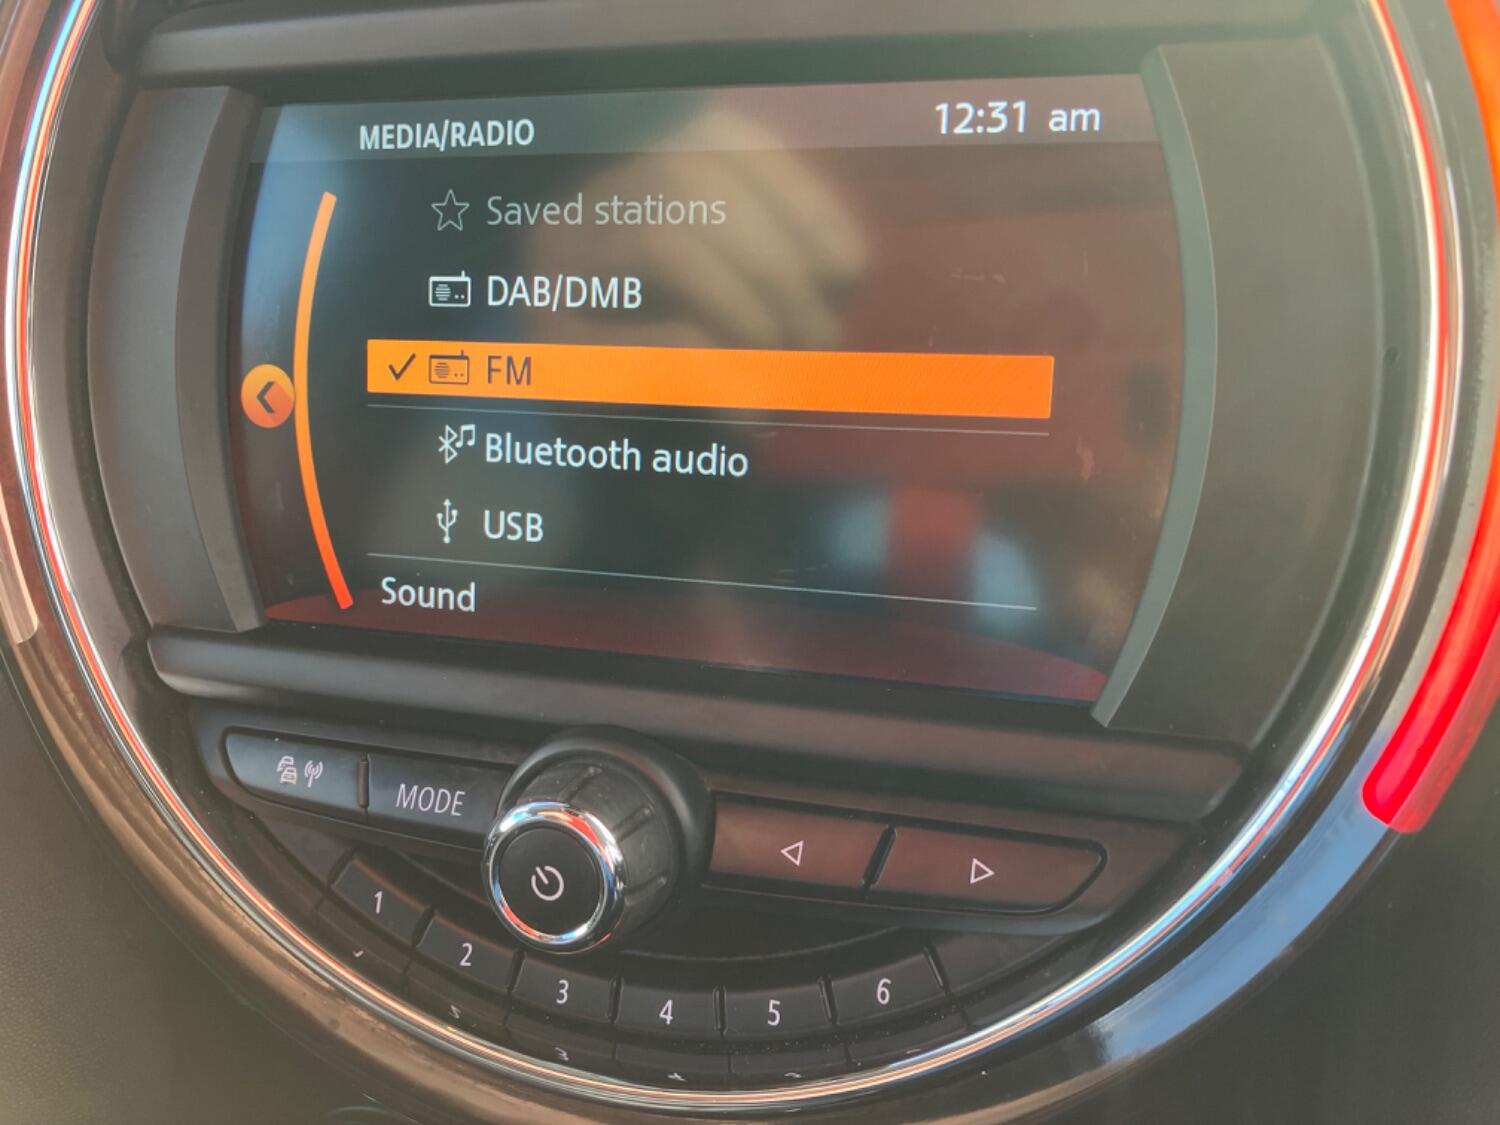 MEDIA/RADIO 12:31 am
Saved stations
DAB/DMB
FM
Bluetooth audio
USB
Sound
MODE
1
2
3
4
5
6